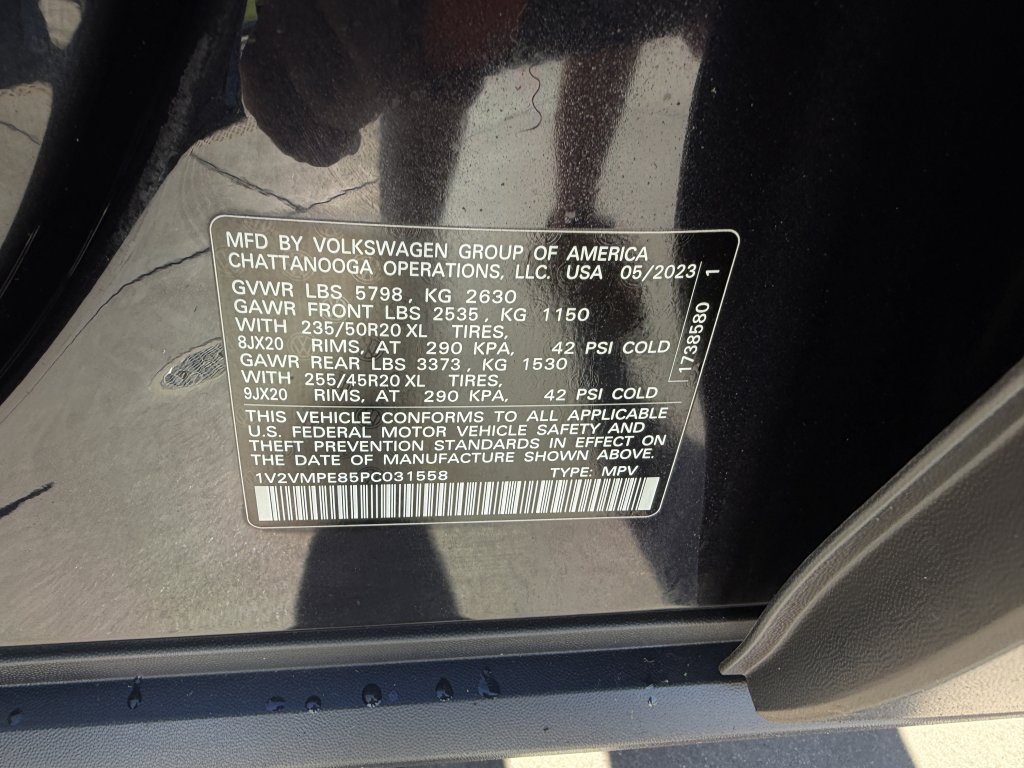 MFD BY VOLKSWAGEN GROUP OF AMERICA
CHATTANOOGA OPERATIONS, LLC. USA 05/2023
GVWR LBS 5798, KG 2630
GAWR FRONT LBS 2535, KG 1150
WITH 235/50R20 XL TIRES,
8JX20 RIMS, AT 290 KPA, 42 PSI COLD
GAWR REAR LBS 3373, KG 1530
WITH 255/45R20 XL TIRES,
9JX20 RIMS, AT 290 KPA, 42 PSI COLD
1738580 1
THIS VEHICLE CONFORMS TO ALL APPLICABLE
U.S. FEDERAL MOTOR VEHICLE SAFETY AND
THEFT PREVENTION STANDARDS IN EFFECT ON
THE DATE OF MANUFACTURE SHOWN ABOVE.
1V2VMPE85PC031558 TYPE: MPV